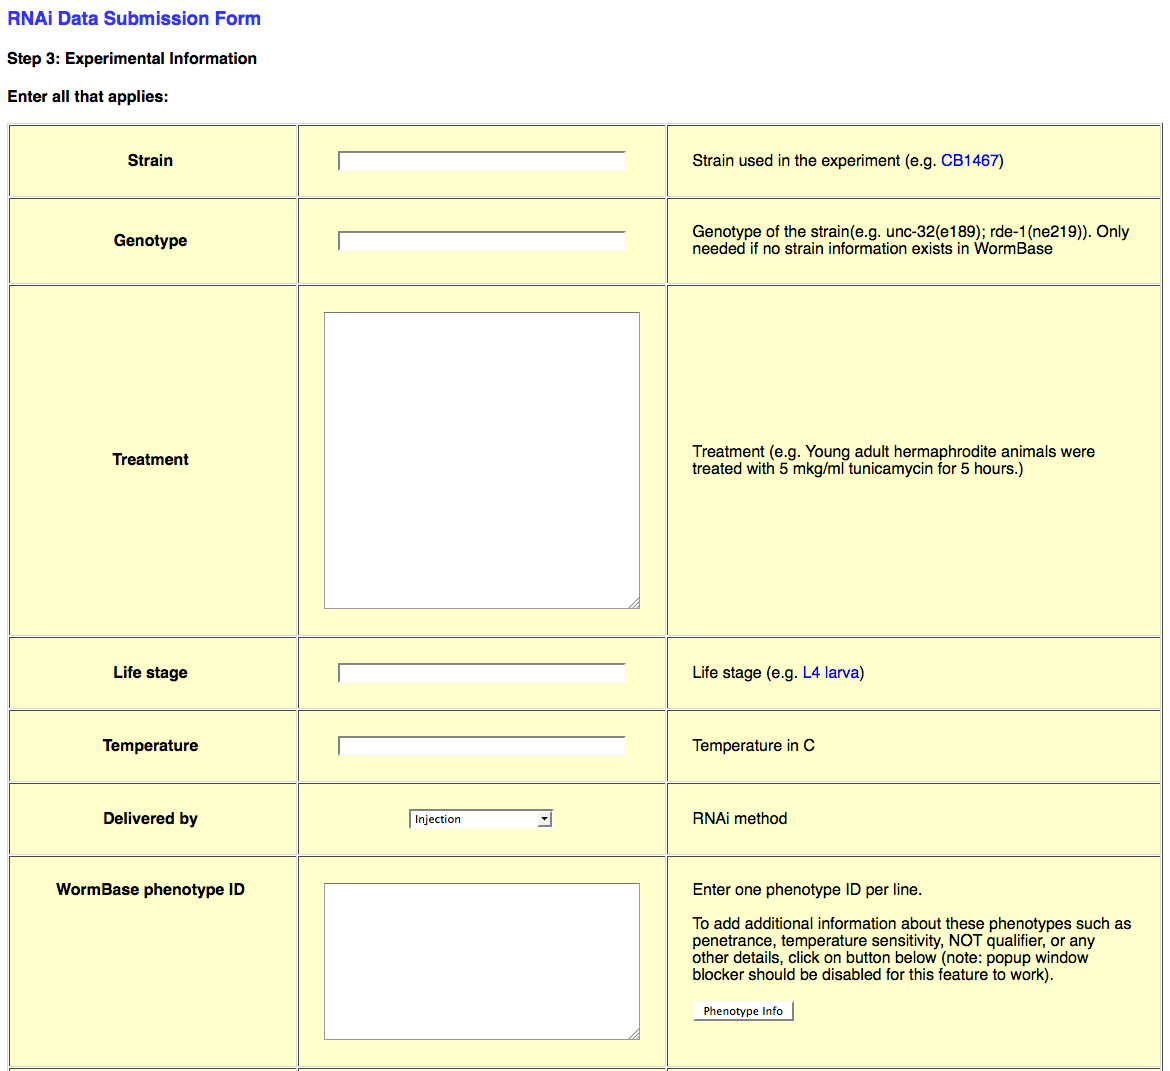 RNAi Data Submission Form
Step 3: Experimental Information
Enter all that applies:
Strain
Strain used in the experiment (e.g. CB1467)
Genotype
Genotype of the strain(e.g. unc-32(e189); rde-1(ne219)). Only
needed if no strain information exists in WormBase
Treatment
Treatment (e.g. Young adult hermaphrodite animals were
treated with 5 mkg/ml tunicamycin for 5 hours.)
Life stage
Life stage (e.g. L4 larva)
Temperature
Temperature in C
Delivered by
Injection
RNAi method
WormBase phenotype ID
Enter one phenotype ID per line.
To add additional information about these phenotypes such as
penetrance, temperature sensitivity, NOT qualifier, or any
other details, click on button below (note: popup window
blocker should be disabled for this feature to work).
Phenotype Info